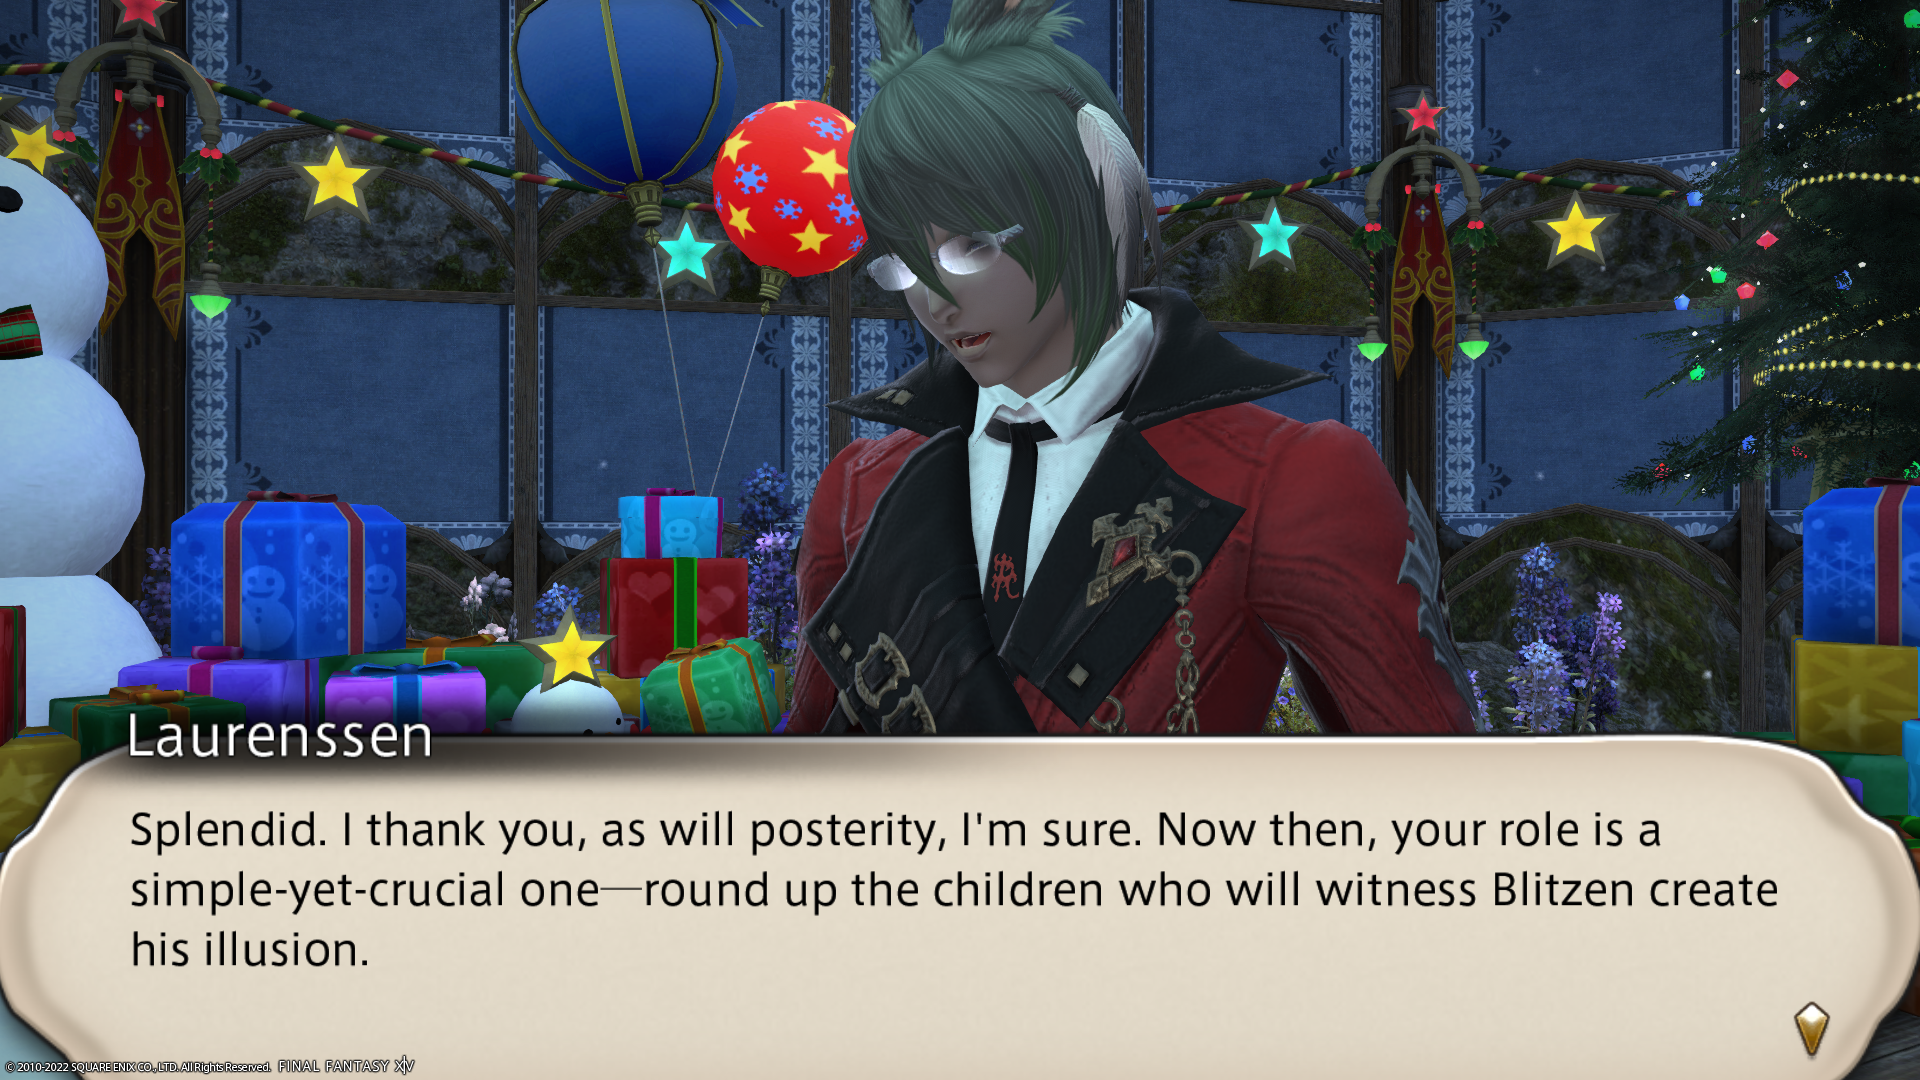 Laurenssen
Splendid. I thank you, as will posterity, I'm sure. Now then, your role is a
simple-yet-crucial one—round up the children who will witness Blitzen create
his illusion.
© 2010-2022 SQUARE ENIX CO., LTD. All Rights Reserved. FINAL FANTASY XIV